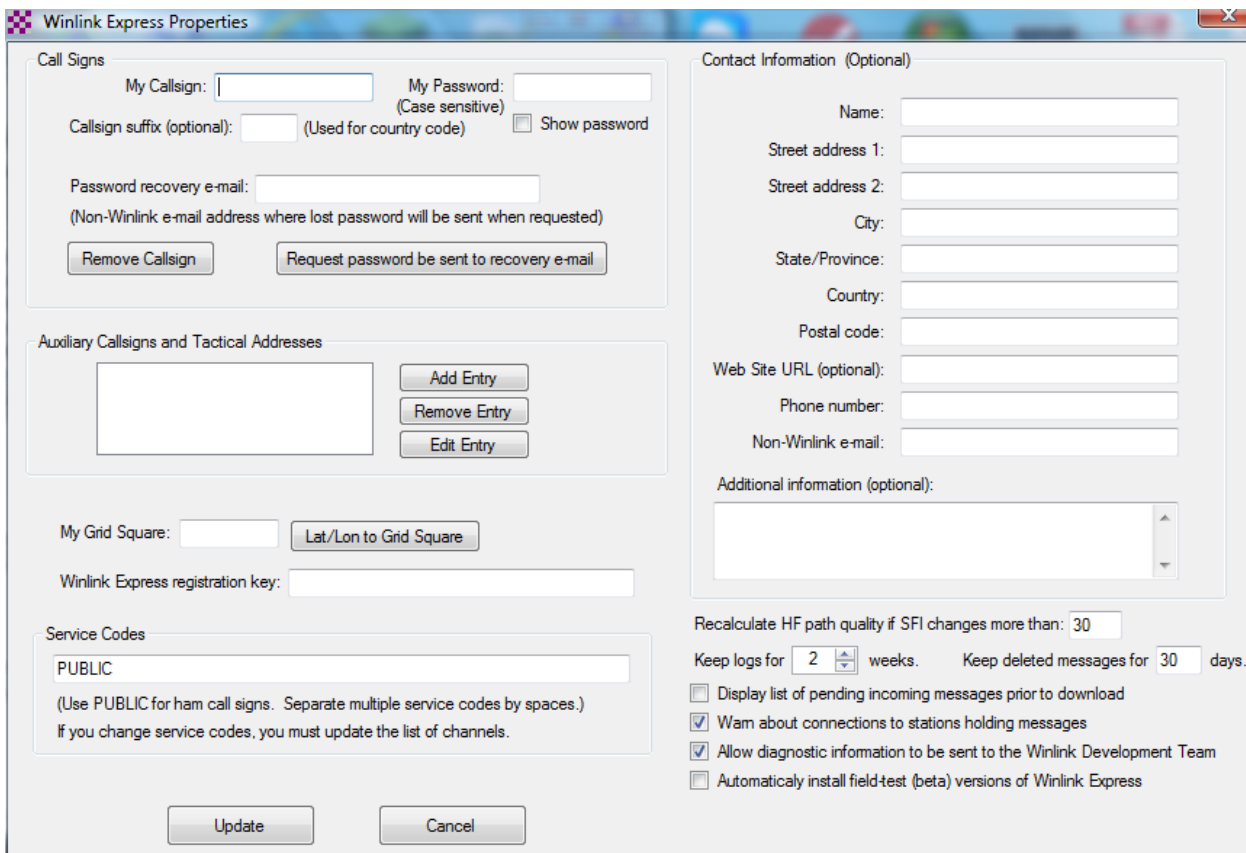 Winlink Express Properties
Call Signs
My Callsign:
My Password:
(Case sensitive)
Callsign suffix (optional):
(Used for country code)
Show password
Password recovery e-mail:
(Non-Winlink e-mail address where lost password will be sent when requested)
Remove Callsign
Request password be sent to recovery e-mail
Auxiliary Callsigns and Tactical Addresses
Add Entry
Remove Entry
Edit Entry
My Grid Square:
Lat/Lon to Grid Square
Winlink Express registration key:
Service Codes
PUBLIC
(Use PUBLIC for ham call signs.  Separate multiple service codes by spaces.)
If you change service codes, you must update the list of channels.
Update
Cancel
Contact Information  (Optional)
Name:
Street address 1:
Street address 2:
City:
State/Province:
Country:
Postal code:
Web Site URL (optional):
Phone number:
Non-Winlink e-mail:
Additional information (optional):
Recalculate HF path quality if SFI changes more than: 30
Keep logs for 2 weeks. Keep deleted messages for 30 days.
Display list of pending incoming messages prior to download
Warn about connections to stations holding messages
Allow diagnostic information to be sent to the Winlink Development Team
Automaticaly install field-test (beta) versions of Winlink Express